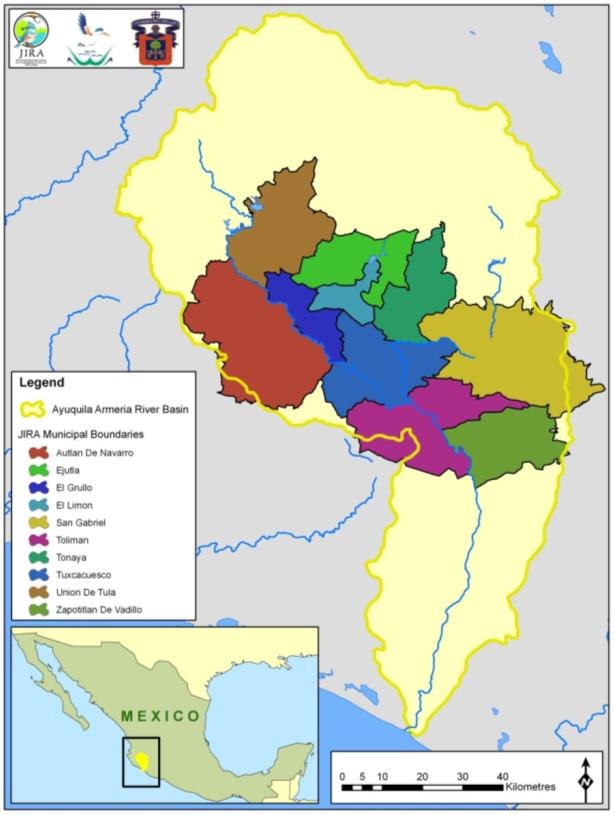 JIRA
Legend
Ayuquila Armeria River Basin
JIRA Municipal Boundaries
Autlan De Navarro
Ejutla
El Grullo
El Limon
San Gabriel
Toliman
Tonaya
Tuxcacuesco
Union De Tula
Zapotitlan De Vadillo
MEXICO
0 5 10 20 30 40
Kilometres
N